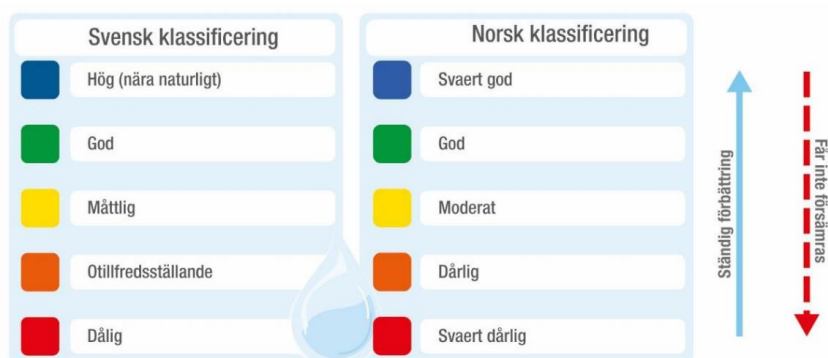 Svensk klassificering
Hög (nära naturligt)
God
Måttlig
Otillfredsställande
Dålig
Norsk klassificering
Svaert god
God
Moderat
Dårlig
Svaert dårlig
Ständig förbättring
Får inte försämras